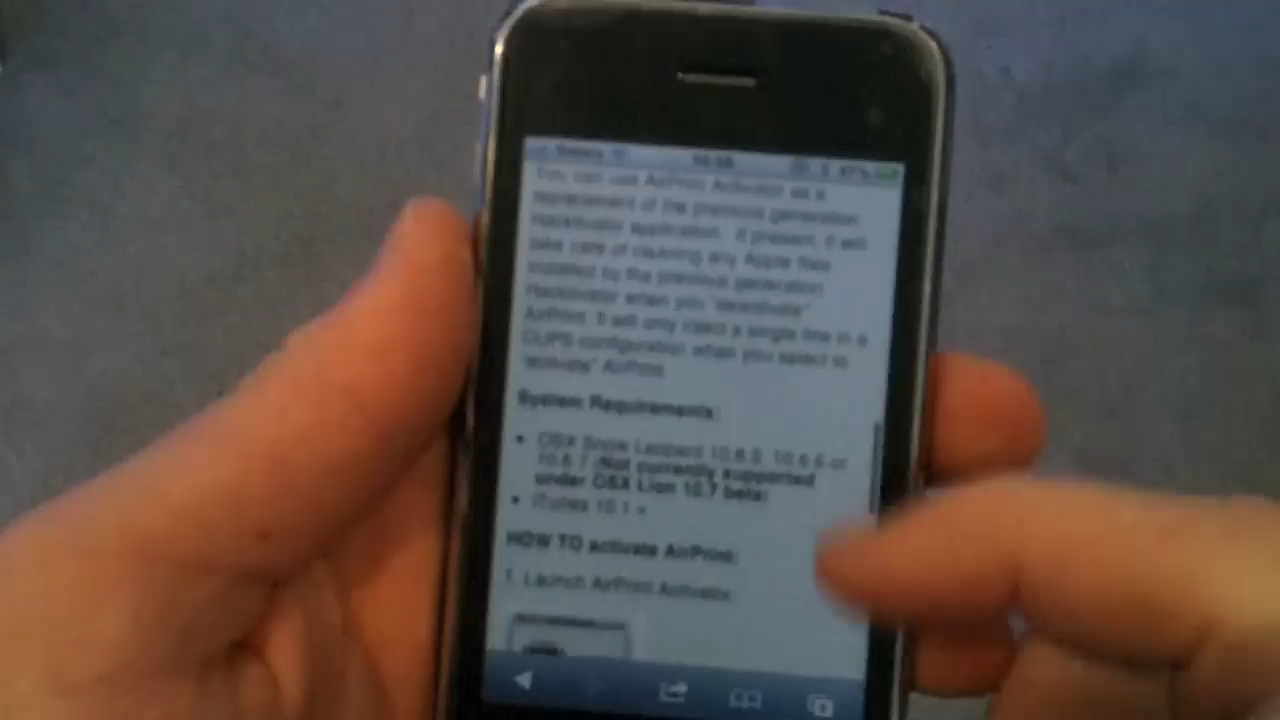 You can use AirPrint Activator as a
replacement of the previous generation
Hacktivator application. If present, it will
take care of cleaning any Apple files
installed by the previous generation
Hacktivator when you "deactivate"
AirPrint. It will only inject a single line in a
CUPS configuration when you select to
"activate" AirPrint.
System Requirements:
• OSX Snow Leopard 10.6.5, 10.6.6 or
10.6.7 (Not currently supported
under OSX Lion 10.7 beta)
• iTunes 10.1 +
HOW TO activate AirPrint:
1. Launch AirPrint Activator